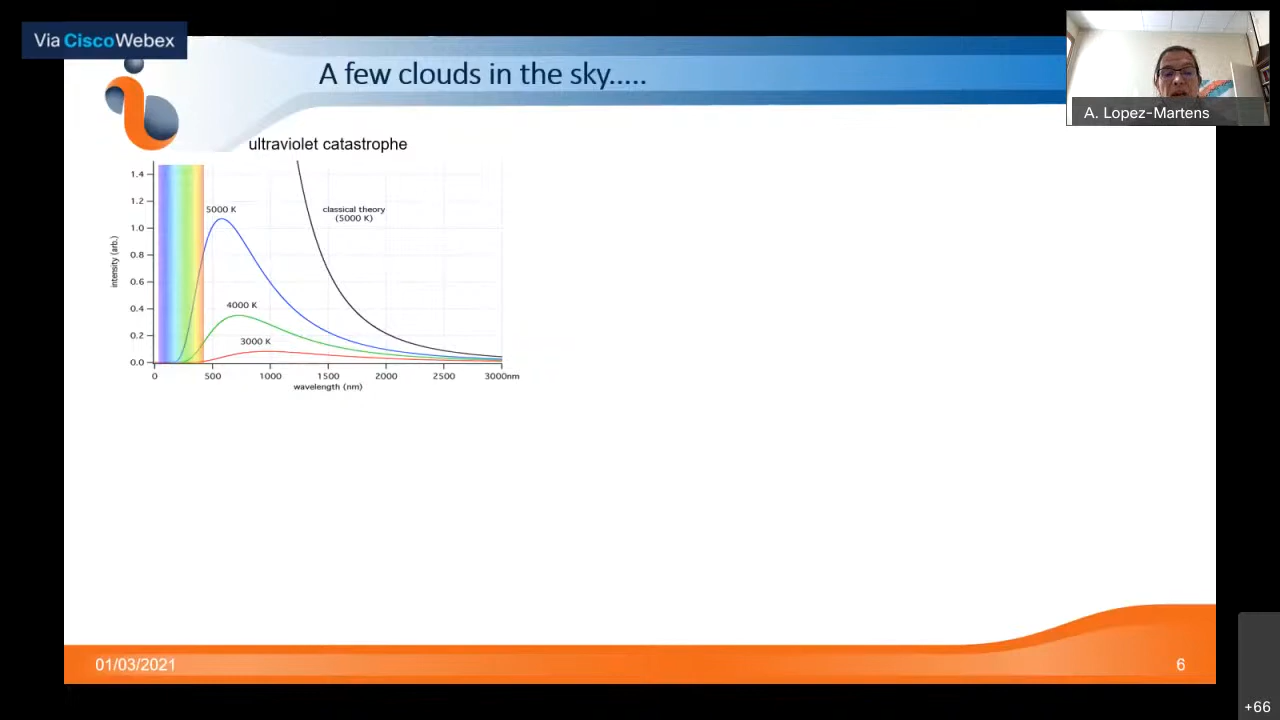 Via CiscoWebex
A few clouds in the sky.....
A. Lopez-Martens
ultraviolet catastrophe
1.4
1.2
1.0
0.8
0.6
0.4
0.2
0.0
intensity (arb.)
5000 K
classical theory
(5000 K)
4000 K
3000 K
0
500
1000
1500
2000
2500
3000nm
wavelength (nm)
01/03/2021
6
+66